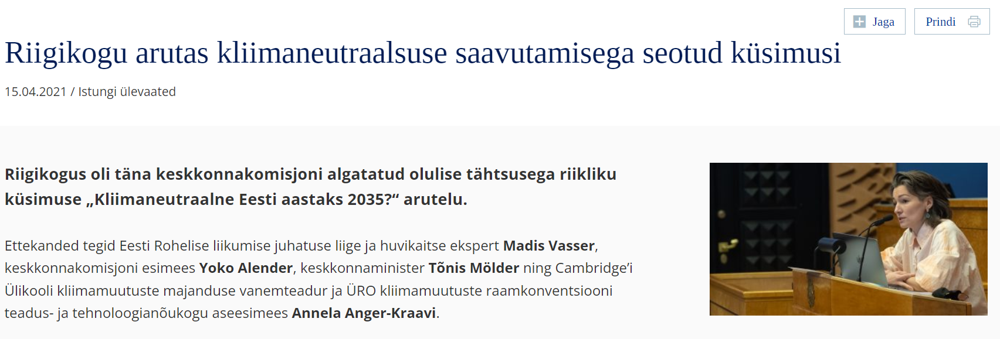 Jaga
Prindi
Riigikogu arutas kliimaneutraalsuse saavutamisega seotud küsimusi
15.04.2021 / Istungi ülevaated
Riigikogus oli täna keskkonnakomisjoni algatatud olulise tähtsusega riikliku
küsimuse „Kliimaneutraalne Eesti aastaks 2035?“ arutelu.
Ettekanded tegid Eesti Rohelise liikumise juhatuse liige ja huvikaitse ekspert Madis Vasser,
keskkonnakomisjoni esimees Yoko Alender, keskkonnaminister Tõnis Mölder ning Cambridge’i
Ülikooli kliimamuutuste majanduse vanemteadur ja ÜRO kliimamuutuste raamkonventsiooni
teadus- ja tehnoloogianõukogu aseesimees Annela Anger-Kraavi.